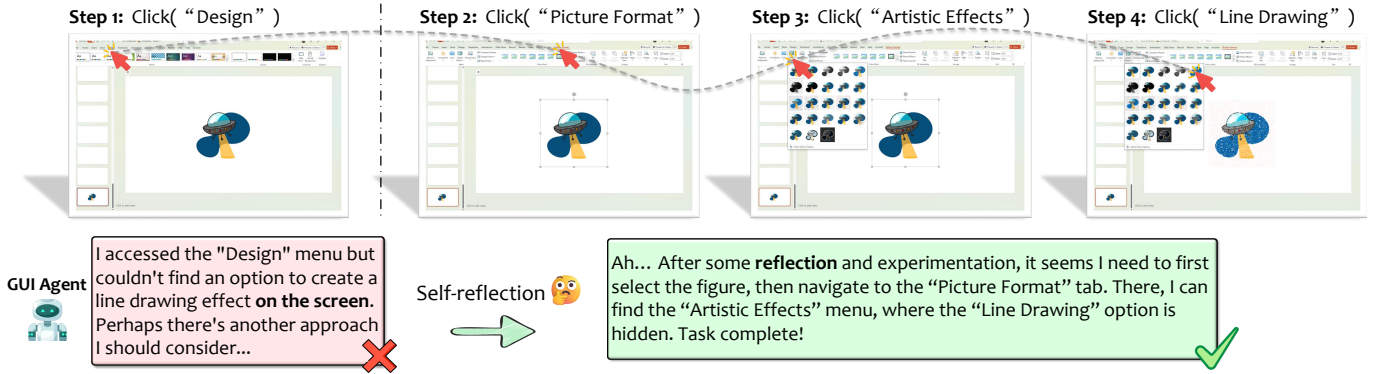 Step 1: Click( “Design” )
Step 2: Click( “Picture Format” )
Step 3: Click( “Artistic Effects” )
Step 4: Click( “Line Drawing” )
GUI Agent
I accessed the "Design" menu but
couldn't find an option to create a
line drawing effect on the screen.
Perhaps there's another approach
I should consider...
Self-reflection
Ah… After some reflection and experimentation, it seems I need to first
select the figure, then navigate to the “Picture Format” tab. There, I can
find the “Artistic Effects” menu, where the “Line Drawing” option is
hidden. Task complete!